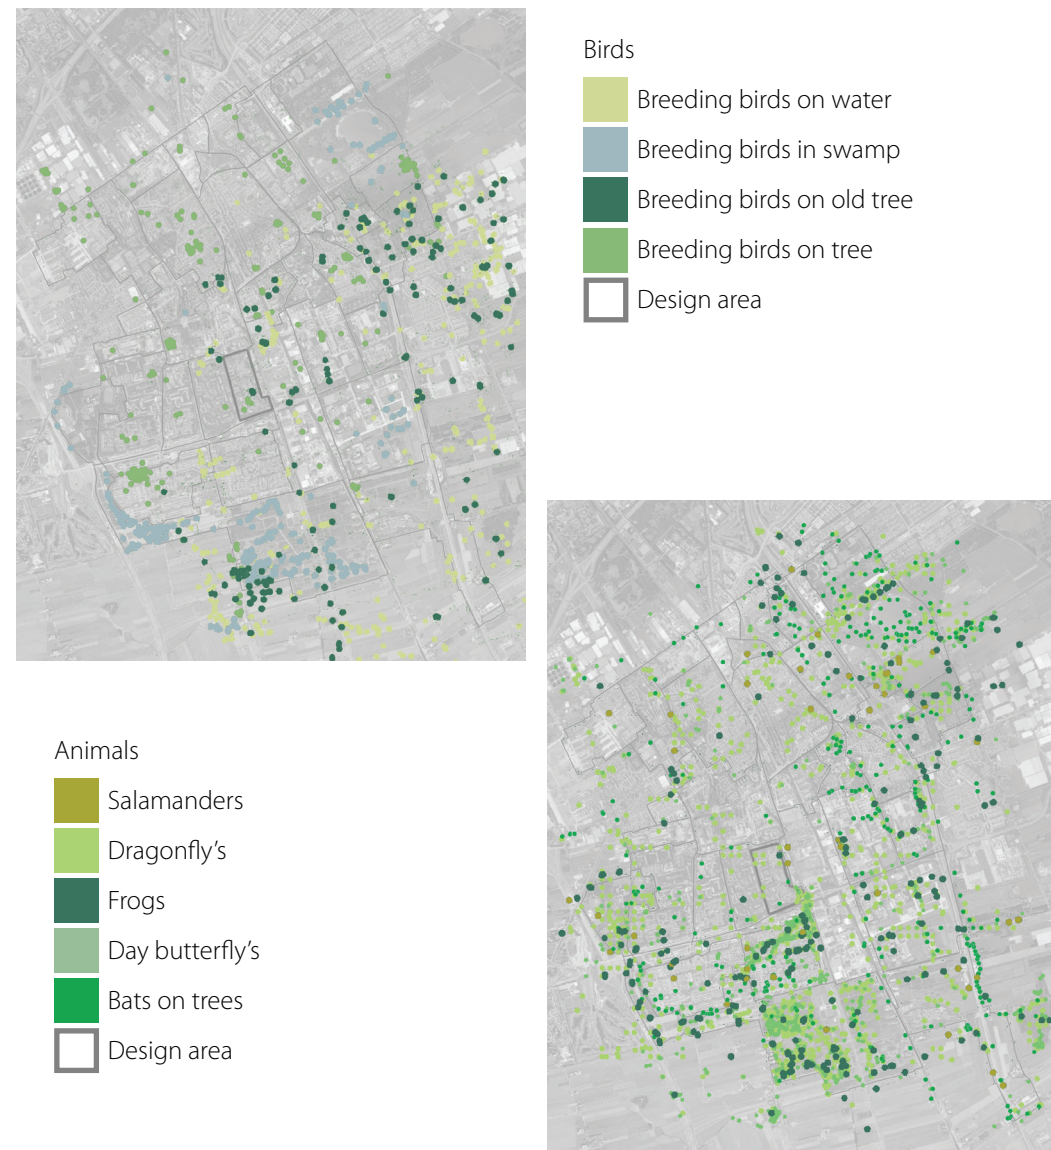 Birds
Breeding birds on water
Breeding birds in swamp
Breeding birds on old tree
Breeding birds on tree
Design area
Animals
Salamanders
Dragonfly's
Frogs
Day butterfly's
Bats on trees
Design area